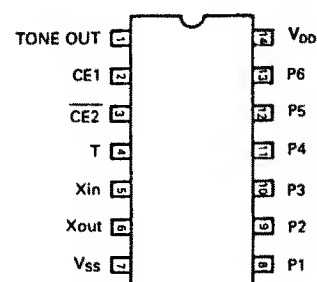 TONE OUT 1 14 VDD
CE1 2 13 P6
CE2 3 12 P5
T 4 11 P4
Xin 5 10 P3
Xout 6 9 P2
VSS 7 8 P1